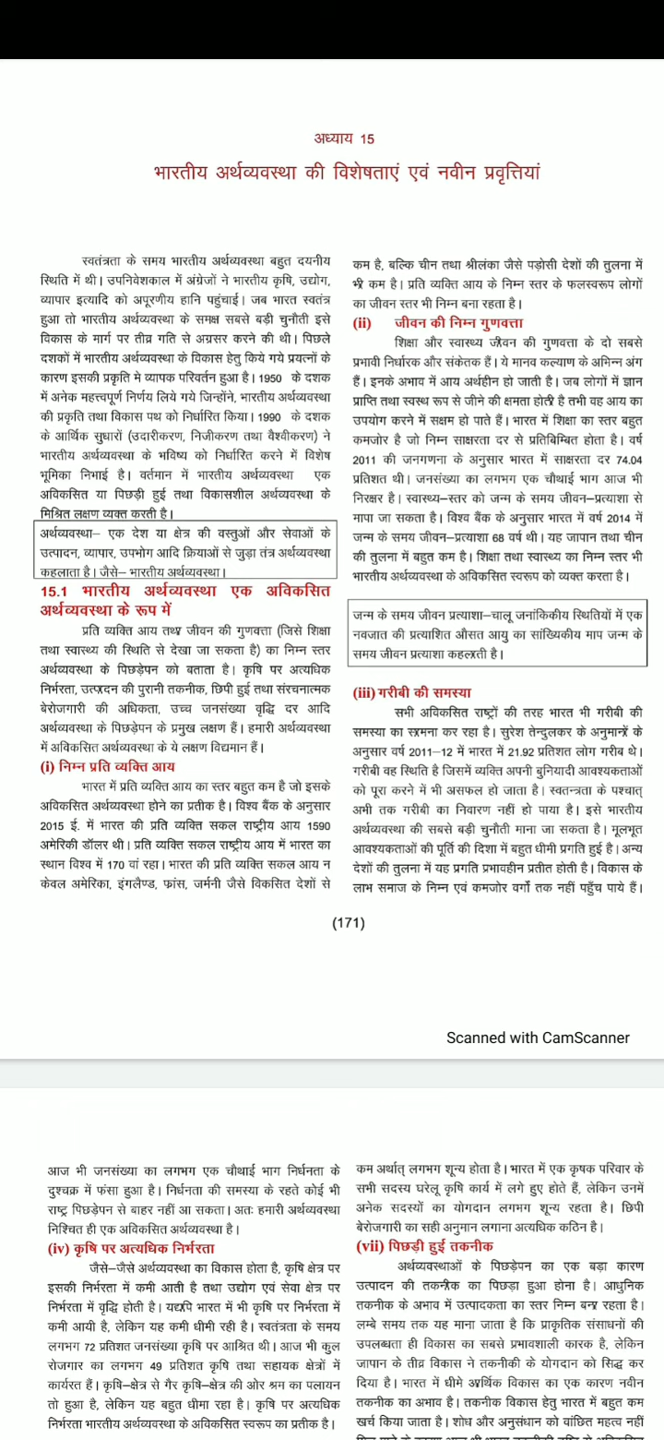 अध्याय 15
भारतीय अर्थव्यवस्था की विशेषताएं एवं नवीन प्रवृत्तियां
स्वतंत्रता के समय भारतीय अर्थव्यवस्था बहुत दयनीय
स्थिति में थी। उपनिवेशकाल में अंग्रेजों ने भारतीय कृषि, उद्योग,
व्यापार इत्यादि को अपूरणीय हानि पहुंचाई। जब भारत स्वतंत्र
हुआ तो भारतीय अर्थव्यवस्था के समक्ष सबसे बड़ी चुनौती इसे
विकास के मार्ग पर तीव्र गति से अग्रसर करने की थी। पिछले
दशकों में भारतीय अर्थव्यवस्था के विकास हेतु किये गये प्रयत्नों के
कारण इसकी प्रकृति मे व्यापक परिवर्तन हुआ है। 1950 के दशक
में अनेक महत्त्वपूर्ण निर्णय लिये गये जिन्होंने, भारतीय अर्थव्यवस्था
की प्रकृति तथा विकास पथ को निर्धारित किया। 1990 के दशक
के आर्थिक सुधारों (उदारीकरण, निजीकरण तथा वैश्वीकरण) ने
भारतीय अर्थव्यवस्था के भविष्य को निर्धारित करने में विशेष
भूमिका निभाई है। वर्तमान में भारतीय अर्थव्यवस्था एक
अविकसित या पिछड़ी हुई तथा विकासशील अर्थव्यवस्था के
मिश्रित लक्षण व्यक्त करती है।
अर्थव्यवस्था– एक देश या क्षेत्र की वस्तुओं और सेवाओं के
उत्पादन, व्यापार, उपभोग आदि क्रियाओं से जुड़ा तंत्र अर्थव्यवस्था
कहलाता है। जैसे– भारतीय अर्थव्यवस्था।
15.1 भारतीय अर्थव्यवस्था एक अविकसित
अर्थव्यवस्था के रूप में
प्रति व्यक्ति आय तथा जीवन की गुणवत्ता (जिसे शिक्षा
तथा स्वास्थ्य की स्थिति से देखा जा सकता है) का निम्न स्तर
अर्थव्यवस्था के पिछड़ेपन को बताता है। कृषि पर अत्यधिक
निर्भरता, उत्पादन की पुरानी तकनीक, छिपी हुई तथा संरचनात्मक
बेरोजगारी की अधिकता, उच्च जनसंख्या वृद्धि दर आदि
अर्थव्यवस्था के पिछड़ेपन के प्रमुख लक्षण हैं। हमारी अर्थव्यवस्था
में अविकसित अर्थव्यवस्था के ये लक्षण विद्यमान हैं।
(i) निम्न प्रति व्यक्ति आय
भारत में प्रति व्यक्ति आय का स्तर बहुत कम है जो इसके
अविकसित अर्थव्यवस्था होने का प्रतीक है। विश्व बैंक के अनुसार
2015 ई. में भारत की प्रति व्यक्ति सकल राष्ट्रीय आय 1590
अमेरिकी डॉलर थी। प्रति व्यक्ति सकल राष्ट्रीय आय में भारत का
स्थान विश्व में 170 वां रहा। भारत की प्रति व्यक्ति सकल आय न
केवल अमेरिका, इंगलैण्ड, फ्रांस, जर्मनी जैसे विकसित देशों से
कम है, बल्कि चीन तथा श्रीलंका जैसे पड़ोसी देशों की तुलना में
भी कम है। प्रति व्यक्ति आय के निम्न स्तर के फलस्वरूप लोगों
का जीवन स्तर भी निम्न बना रहता है।
(ii) जीवन की निम्न गुणवत्ता
शिक्षा और स्वास्थ्य जीवन की गुणवत्ता के दो सबसे
प्रभावी निर्धारक और संकेतक हैं। ये मानव कल्याण के अभिन्न अंग
हैं। इनके अभाव में आय अर्थहीन हो जाती है। जब लोगों में ज्ञान
प्राप्ति तथा स्वस्थ रूप से जीने की क्षमता होती है तभी वह आय का
उपयोग करने में सक्षम हो पाते हैं। भारत में शिक्षा का स्तर बहुत
कमजोर है जो निम्न साक्षरता दर से प्रतिबिम्बित होता है। वर्ष
2011 की जनगणना के अनुसार भारत में साक्षरता दर 74.04
प्रतिशत थी। जनसंख्या का लगभग एक चौथाई भाग आज भी
निरक्षर है। स्वास्थ्य–स्तर को जन्म के समय जीवन–प्रत्याशा से
मापा जा सकता है। विश्व बैंक के अनुसार भारत में वर्ष 2014 में
जन्म के समय जीवन–प्रत्याशा 68 वर्ष थी। यह जापान तथा चीन
की तुलना में बहुत कम है। शिक्षा तथा स्वास्थ्य का निम्न स्तर भी
भारतीय अर्थव्यवस्था के अविकसित स्वरूप को व्यक्त करता है।
जन्म के समय जीवन प्रत्याशा–चालू जनांकिकीय स्थितियों में एक
नवजात की प्रत्याशित औसत आयु का सांख्यिकीय माप जन्म के
समय जीवन प्रत्याशा कहलाती है।
(iii) गरीबी की समस्या
सभी अविकसित राष्ट्रों की तरह भारत भी गरीबी की
समस्या का सामना कर रहा है। सुरेश तेन्दुलकर के अनुमानों के
अनुसार वर्ष 2011–12 में भारत में 21.92 प्रतिशत लोग गरीब थे।
गरीबी वह स्थिति है जिसमें व्यक्ति अपनी बुनियादी आवश्यकताओं
को पूरा करने में भी असफल हो जाता है। स्वतन्त्रता के पश्चात्
अभी तक गरीबी का निवारण नहीं हो पाया है। इसे भारतीय
अर्थव्यवस्था की सबसे बड़ी चुनौती माना जा सकता है। मूलभूत
आवश्यकताओं की पूर्ति की दिशा में बहुत धीमी प्रगति हुई है। अन्य
देशों की तुलना में यह प्रगति प्रभावहीन प्रतीत होती है। विकास के
लाभ समाज के निम्न एवं कमजोर वर्गों तक नहीं पहुँच पाये हैं।
(171)
Scanned with CamScanner
आज भी जनसंख्या का लगभग एक चौथाई भाग निर्धनता के
दुश्चक्र में फंसा हुआ है। निर्धनता की समस्या के रहते कोई भी
राष्ट्र पिछड़ेपन से बाहर नहीं आ सकता। अतः हमारी अर्थव्यवस्था
निश्चित ही एक अविकसित अर्थव्यवस्था है।
(iv) कृषि पर अत्यधिक निर्भरता
जैसे–जैसे अर्थव्यवस्था का विकास होता है, कृषि क्षेत्र पर
इसकी निर्भरता में कमी आती है तथा उद्योग एवं सेवा क्षेत्र पर
निर्भरता में वृद्धि होती है। यद्यपि भारत में भी कृषि पर निर्भरता में
कमी आयी है, लेकिन यह कमी धीमी रही है। स्वतंत्रता के समय
लगभग 72 प्रतिशत जनसंख्या कृषि पर आश्रित थी। आज भी कुल
रोजगार का लगभग 49 प्रतिशत कृषि तथा सहायक क्षेत्रों में
कार्यरत हैं। कृषि–क्षेत्र से गैर कृषि–क्षेत्र की ओर श्रम का पलायन
तो हुआ है, लेकिन यह बहुत धीमा रहा है। कृषि पर अत्यधिक
निर्भरता भारतीय अर्थव्यवस्था के अविकसित स्वरूप का प्रतीक है।
कम अर्थात् लगभग शून्य होता है। भारत में एक कृषक परिवार के
सभी सदस्य घरेलू कृषि कार्य में लगे हुए होते हैं, लेकिन उनमें
अनेक सदस्यों का योगदान लगभग शून्य रहता है। छिपी
बेरोजगारी का सही अनुमान लगाना अत्यधिक कठिन है।
(vii) पिछड़ी हुई तकनीक
अर्थव्यवस्थाओं के पिछड़ेपन का एक बड़ा कारण
उत्पादन की तकनीक का पिछड़ा हुआ होना है। आधुनिक
तकनीक के अभाव में उत्पादकता का स्तर निम्न बना रहता है।
लम्बे समय तक यह माना जाता है कि प्राकृतिक संसाधनों की
उपलब्धता ही विकास का सबसे प्रभावशाली कारक है, लेकिन
जापान के तीव्र विकास ने तकनीकी के योगदान को सिद्ध कर
दिया है। भारत में धीमे आर्थिक विकास का एक कारण नवीन
तकनीक का अभाव है। तकनीक विकास हेतु भारत में बहुत कम
खर्च किया जाता है। शोध और अनुसंधान को वांछित महत्व नहीं